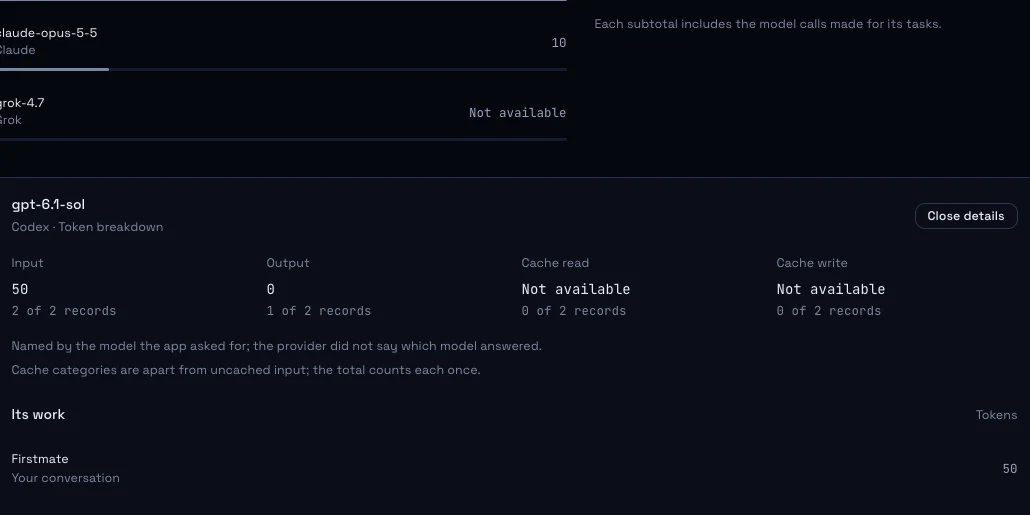 claude-opus-5-5
Claude
10
Each subtotal includes the model calls made for its tasks.
grok-4.7
Grok
Not available
gpt-6.1-sol
Codex · Token breakdown
Close details
Input
Output
Cache read
Cache write
50
0
Not available
Not available
2 of 2 records
1 of 2 records
0 of 2 records
0 of 2 records
Named by the model the app asked for; the provider did not say which model answered.
Cache categories are apart from uncached input; the total counts each once.
Its work
Tokens
Firstmate
Your conversation
50